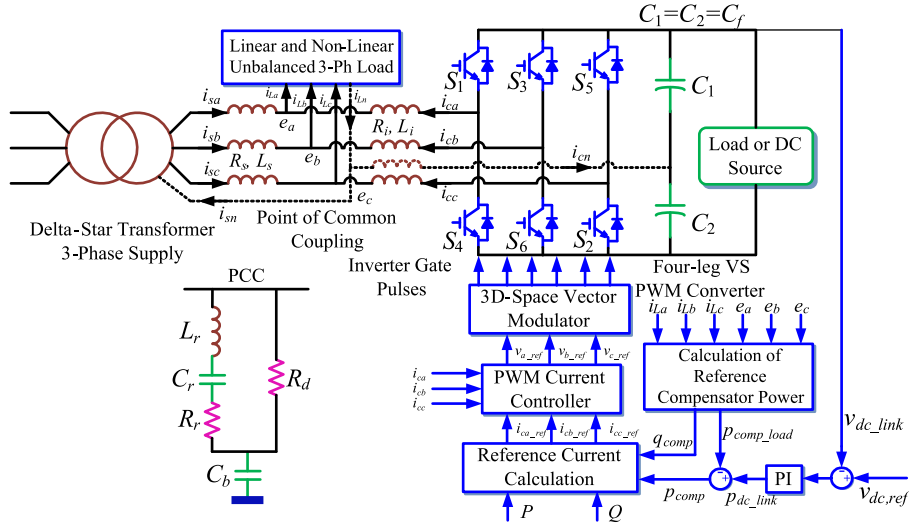 C1=C2=Cf
Linear and Non-Linear
Unbalanced 3-Ph Load
S1
S3
S5
C1
iLa
iLb
iLc
iLn
isa
ea
ica
Ri, Li
isb
eb
icb
Rs, Ls
icn
Load or DC
Source
isc
ec
icc
isn
C2
S4
S6
S2
Delta-Star Transformer
3-Phase Supply
Point of Common
Coupling
Inverter Gate
Pulses
Four-leg VS
PWM Converter
PCC
3D-Space Vector
Modulator
iLa iLb iLc ea eb ec
Lr
va_ref vb_ref vc_ref
Calculation of
Reference
Compensator Power
Cr
Rd
ica
icb
icc
PWM Current
Controller
Rr
ica_ref icb_ref icc_ref
qcomp
pcomp_load
vdc_link
Cb
Reference Current
Calculation
pcomp
-
-
pdc_link
PI
-
vdc,ref
P
Q